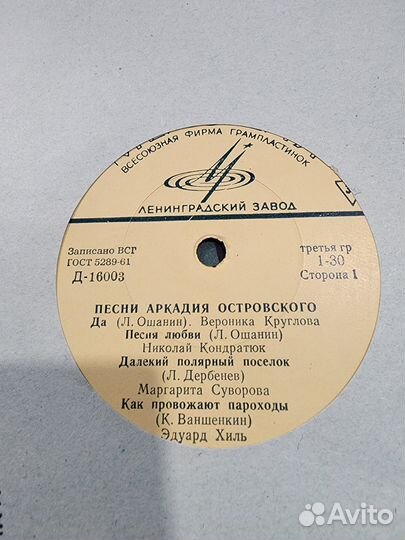 ВСЕСОЮЗНАЯ ФИРМА ГРАМПЛАСТИНОК
ЛЕНИНГРАДСКИЙ ЗАВОД
Записано ВСГ
ГОСТ 5289-61
Д-16003
третья гр
1-30
Сторона 1
ПЕСНИ АРКАДИЯ ОСТРОВСКОГО
Да (Л. Ошанин). Вероника Круглова
Песня любви (Л. Ошанин)
Николай Кондратюк
Далекий полярный поселок
(Л. Дербенев)
Маргарита Суворова
Как провожают пароходы
(К. Ваншенкин)
Эдуард Хиль
Avito